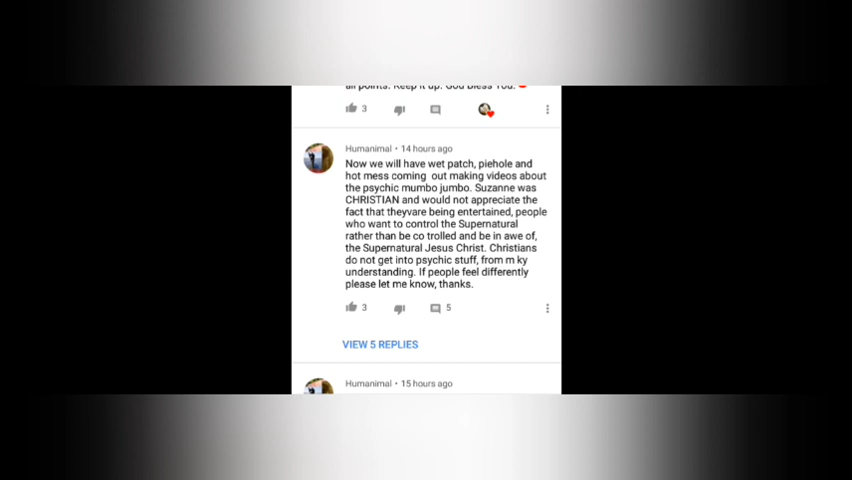 all points. Keep it up. God Bless You.
3
Humanimal • 14 hours ago
Now we will have wet patch, piehole and
hot mess coming  out making videos about
the psychic mumbo jumbo. Suzanne was
CHRISTIAN and would not appreciate the
fact that theyvare being entertained, people
who want to control the Supernatural
rather than be co trolled and be in awe of,
the Supernatural Jesus Christ. Christians
do not get into psychic stuff, from m ky
understanding. If people feel differently
please let me know, thanks.
3 5
VIEW 5 REPLIES
Humanimal • 15 hours ago